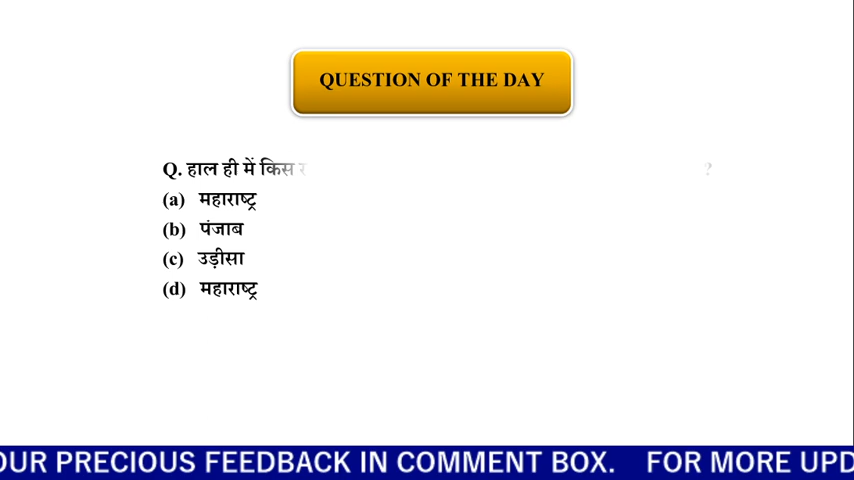 QUESTION OF THE DAY
Q. हाल ही में किस ?
(a) महाराष्ट्र
(b) पंजाब
(c) उड़ीसा
(d) महाराष्ट्र
OUR PRECIOUS FEEDBACK IN COMMENT BOX. FOR MORE UPD